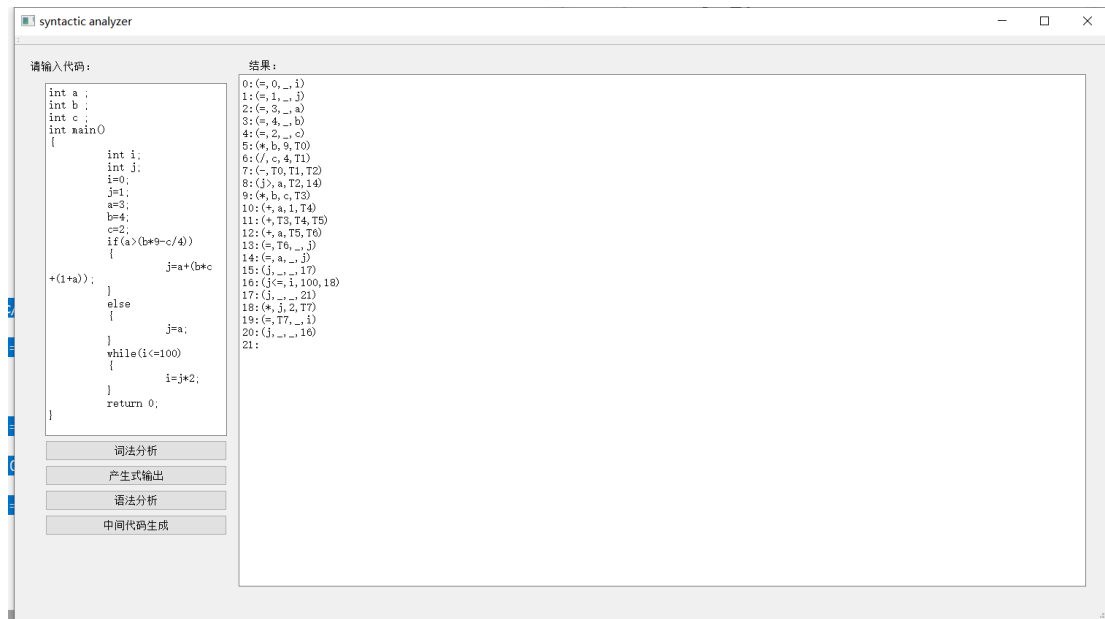 syntactic analyzer
请输入代码:
int a ;
int b ;
int c ;
int main()
{
int i;
int j;
i=0;
j=1;
a=3;
b=4;
c=2;
if(a>(b*9-c/4))
{
j=a+(b*c
+(1+a));
}
else
{
j=a;
}
while(i<=100)
{
i=j*2;
}
return 0;
}
词法分析
产生式输出
语法分析
中间代码生成
结果:
0:(=,0,_,i)
1:(=,1,_,j)
2:(=,3,_,a)
3:(=,4,_,b)
4:(=,2,_,c)
5:(*,b,9,T0)
6:(/,c,4,T1)
7:(-,T0,T1,T2)
8:(j>,a,T2,14)
9:(*,b,c,T3)
10:(+,a,1,T4)
11:(+,T3,T4,T5)
12:(+,a,T5,T6)
13:(=,T6,_,j)
14:(=,a,_,j)
15:(j,_,_,17)
16:(j<=,i,100,18)
17:(j,_,_,21)
18:(*,j,2,T7)
19:(=,T7,_,i)
20:(j,_,_,16)
21: